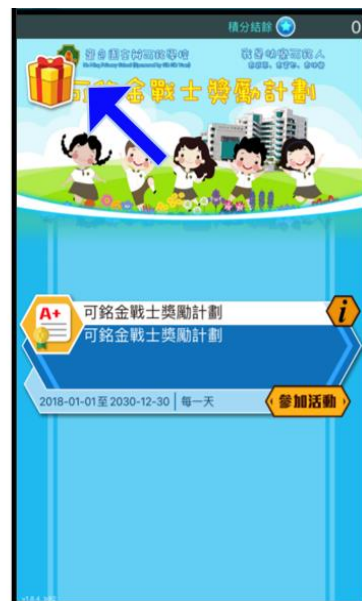 積分結餘 0
可銘金戰士獎勵計劃
A+ 可銘金戰士獎勵計劃
可銘金戰士獎勵計劃
i
2018-01-01至2030-12-30 | 每一天
參加活動